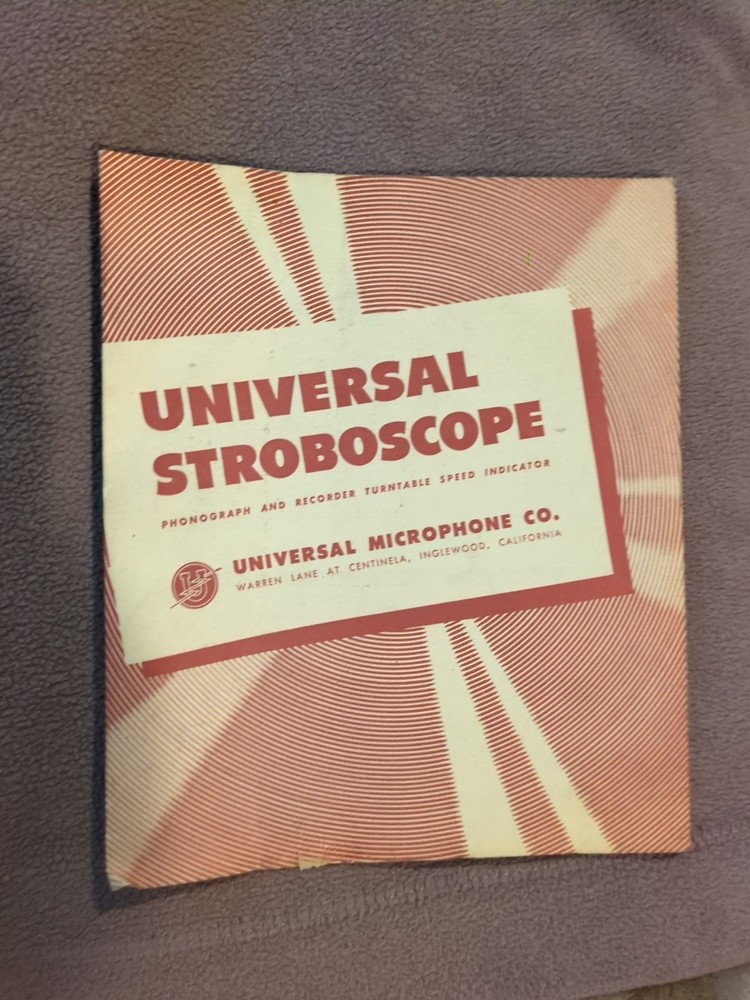 UNIVERSAL
STROBOSCOPE
PHONOGRAPH AND RECORDER TURNTABLE SPEED INDICATOR
UNIVERSAL MICROPHONE CO.
WARREN LANE AT CENTINELA, INGLEWOOD, CALIFORNIA
U